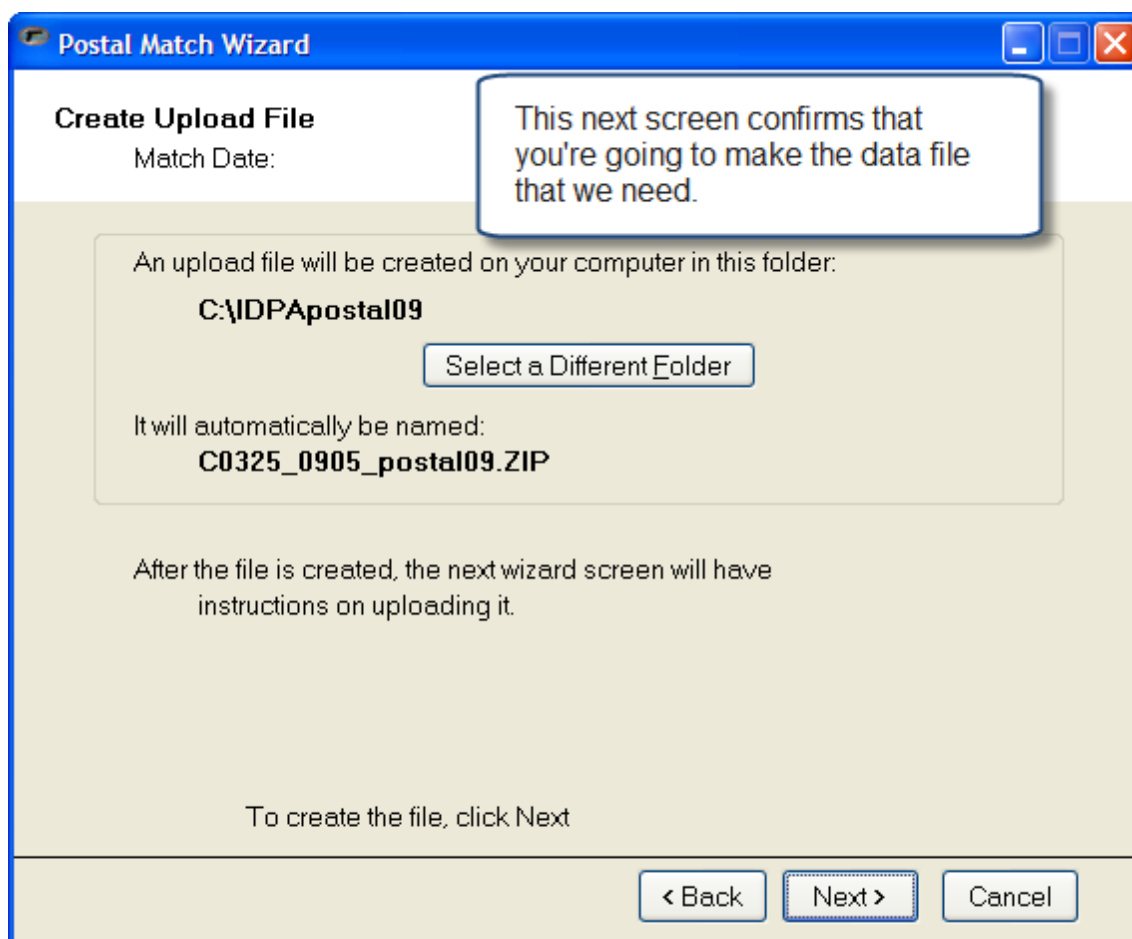 Postal Match Wizard
Create Upload File
Match Date:
This next screen confirms that
you're going to make the data file
that we need.
An upload file will be created on your computer in this folder:
C:\IDPApostal09
Select a Different Folder
It will automatically be named:
C0325_0905_postal09.ZIP
After the file is created, the next wizard screen will have
instructions on uploading it.
To create the file, click Next
< Back
Next >
Cancel